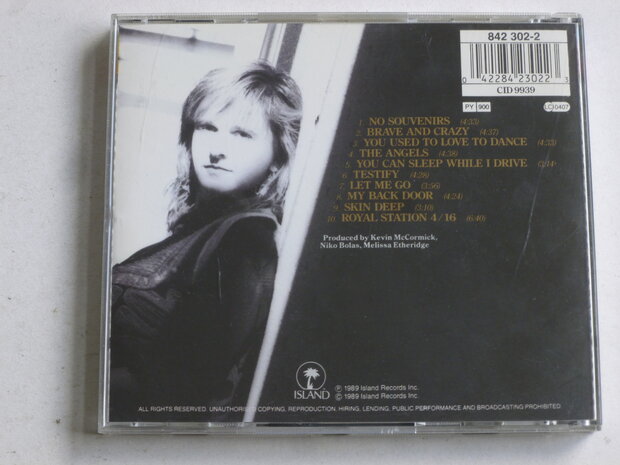 842 302-2
0 42284 23022 3
CID 9939
PY 900
LC 0407
1. NO SOUVENIRS (4:33)
2. BRAVE AND CRAZY (4:37)
3. YOU USED TO LOVE TO DANCE (4:33)
4. THE ANGELS (4:38)
5. YOU CAN SLEEP WHILE I DRIVE (3:14)
6. TESTIFY (4:28)
7. LET ME GO (3:56)
8. MY BACK DOOR (4:24)
9. SKIN DEEP (3:10)
10. ROYAL STATION 4/16 (6:40)
Produced by Kevin McCormick,
Niko Bolas, Melissa Etheridge
ISLAND
℗ 1989 Island Records Inc.
© 1989 Island Records Inc.
ALL RIGHTS RESERVED. UNAUTHORISED COPYING, REPRODUCTION, HIRING, LENDING, PUBLIC PERFORMANCE AND BROADCASTING PROHIBITED.